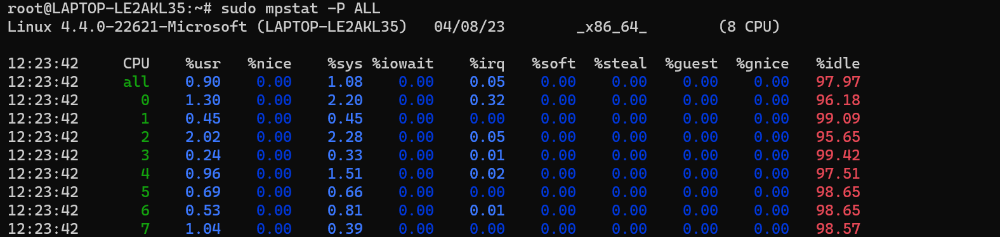 root@LAPTOP-LE2AKL35:~# sudo mpstat -P ALL
Linux 4.4.0-22621-Microsoft (LAPTOP-LE2AKL35)   04/08/23        _x86_64_        (8 CPU)
12:23:42     CPU    %usr   %nice    %sys %iowait    %irq   %soft  %steal  %guest  %gnice   %idle
12:23:42     all    0.90    0.00    1.08    0.00    0.05    0.00    0.00    0.00    0.00   97.97
12:23:42       0    1.30    0.00    2.20    0.00    0.32    0.00    0.00    0.00    0.00   96.18
12:23:42       1    0.45    0.00    0.45    0.00    0.00    0.00    0.00    0.00    0.00   99.09
12:23:42       2    2.02    0.00    2.28    0.00    0.05    0.00    0.00    0.00    0.00   95.65
12:23:42       3    0.24    0.00    0.33    0.00    0.01    0.00    0.00    0.00    0.00   99.42
12:23:42       4    0.96    0.00    1.51    0.00    0.02    0.00    0.00    0.00    0.00   97.51
12:23:42       5    0.69    0.00    0.66    0.00    0.00    0.00    0.00    0.00    0.00   98.65
12:23:42       6    0.53    0.00    0.81    0.00    0.01    0.00    0.00    0.00    0.00   98.65
12:23:42       7    1.04    0.00    0.39    0.00    0.00    0.00    0.00    0.00    0.00   98.57